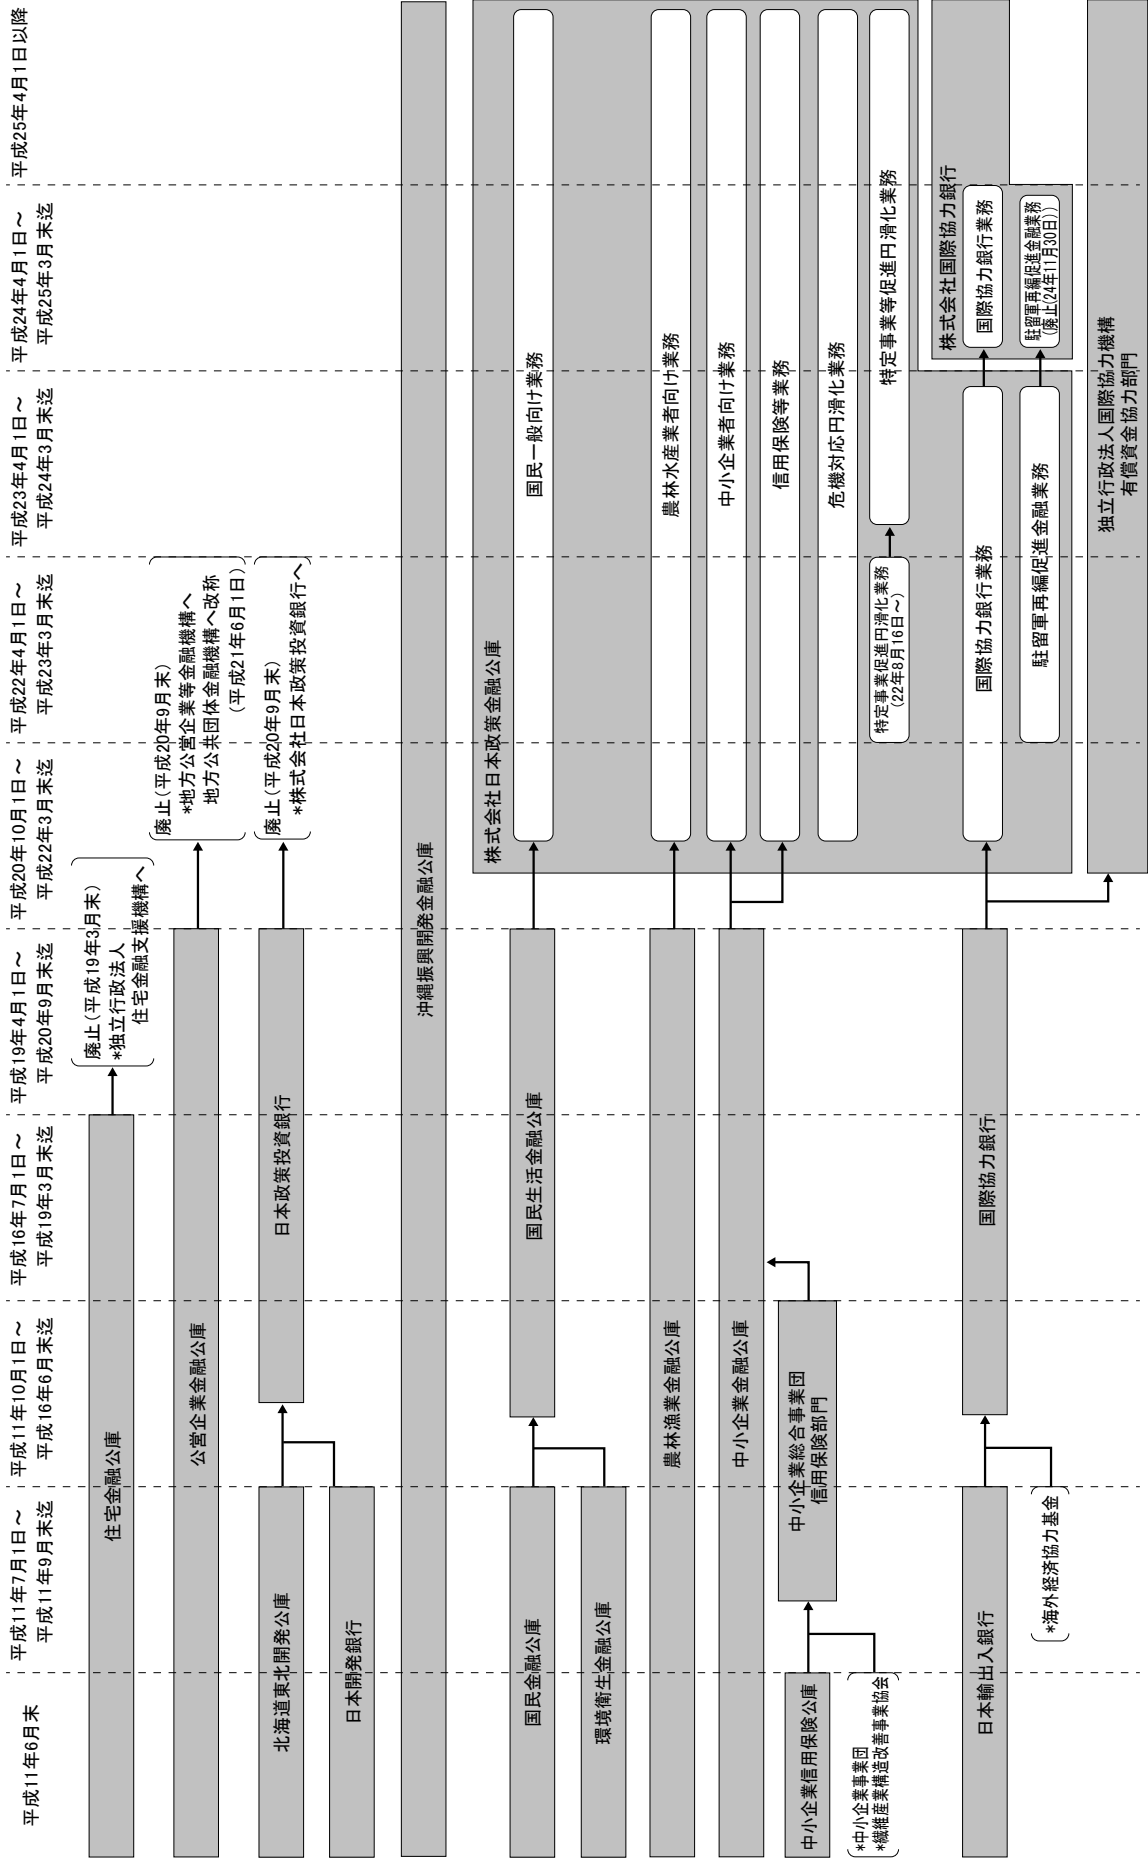 平成11年6月末
平成11年7月1日～
平成11年9月末迄
平成11年10月1日～
平成16年6月末迄
平成16年7月1日～
平成19年3月末迄
平成19年4月1日～
平成20年9月末迄
平成20年10月1日～
平成22年3月末迄
平成22年4月1日～
平成23年3月末迄
平成23年4月1日～
平成24年3月末迄
平成24年4月1日～
平成25年3月末迄
平成25年4月1日以降
住宅金融公庫
廃止（平成19年3月末）
*独立行政法人
住宅金融支援機構へ
公営企業金融公庫
廃止（平成20年9月末）
*地方公営企業等金融機構へ
地方公共団体金融機構へ改称
（平成21年6月1日）
北海道東北開発公庫
日本開発銀行
日本政策投資銀行
廃止（平成20年9月末）
*株式会社日本政策投資銀行へ
沖縄振興開発金融公庫
株式会社日本政策金融公庫
国民金融公庫
環境衛生金融公庫
国民生活金融公庫
国民一般向け業務
農林漁業金融公庫
農林水産業者向け業務
中小企業金融公庫
中小企業者向け業務
信用保険等業務
中小企業信用保険公庫
*中小企業事業団
*繊維産業構造改善事業協会
中小企業総合事業団
信用保険部門
危機対応円滑化業務
特定事業促進円滑化業務
（22年8月16日～）
特定事業等促進円滑化業務
株式会社国際協力銀行
日本輸出入銀行
*海外経済協力基金
国際協力銀行
国際協力銀行業務
国際協力銀行業務
駐留軍再編促進金融業務
駐留軍再編促進金融業務
（廃止（24年11月30日））
独立行政法人国際協力機構
有償資金協力部門